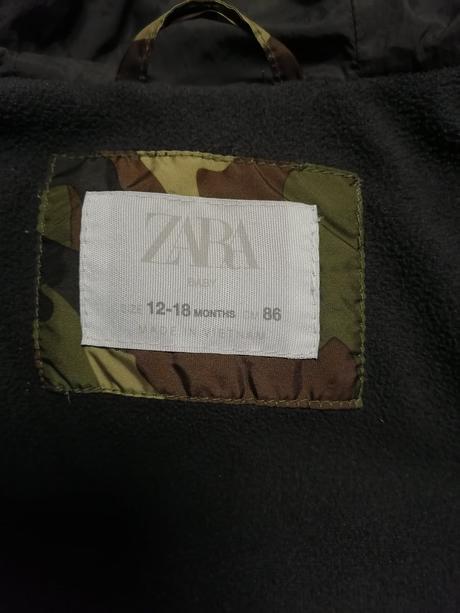 ZARA
BABY
SIZE 12-18 MONTHS CM 86
MADE IN VIETNAM